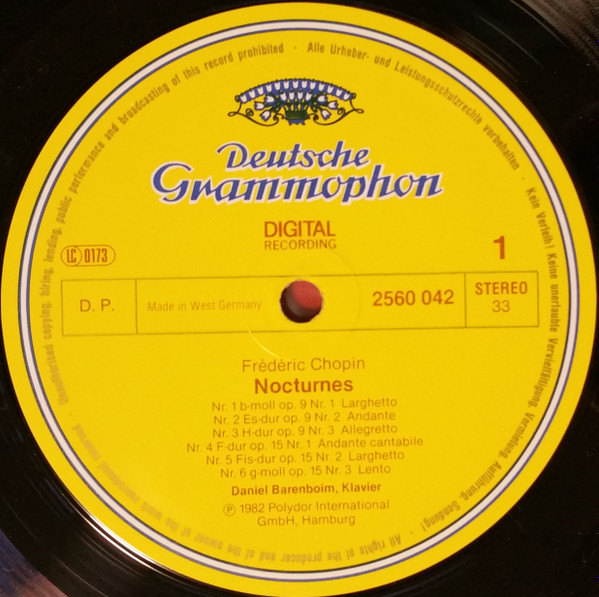 Deutsche
Grammophon
DIGITAL
RECORDING
LC 0173
1
D. P.
Made in West Germany
2560 042
STEREO
33
Frédéric Chopin
Nocturnes
Nr. 1 b-moll op. 9 Nr. 1 Larghetto
Nr. 2 Es-dur op. 9 Nr. 2 Andante
Nr. 3 H-dur op. 9 Nr. 3 Allegretto
Nr. 4 F-dur op. 15 Nr. 1 Andante cantabile
Nr. 5 Fis-dur op. 15 Nr. 2 Larghetto
Nr. 6 g-moll op. 15 Nr. 3 Lento
Daniel Barenboim, Klavier
Ⓟ 1982 Polydor International
GmbH, Hamburg
Alle Urheber- und Leistungsschutzrechte vorbehalten · Kein Verleih! Keine unerlaubte Vervielfältigung, Vermietung, Aufführung, Sendung!
· All rights of the producer and of the owner of the work reproduced reserved · Unauthorised copying, hiring, lending, public performance and broadcasting of this record prohibited ·